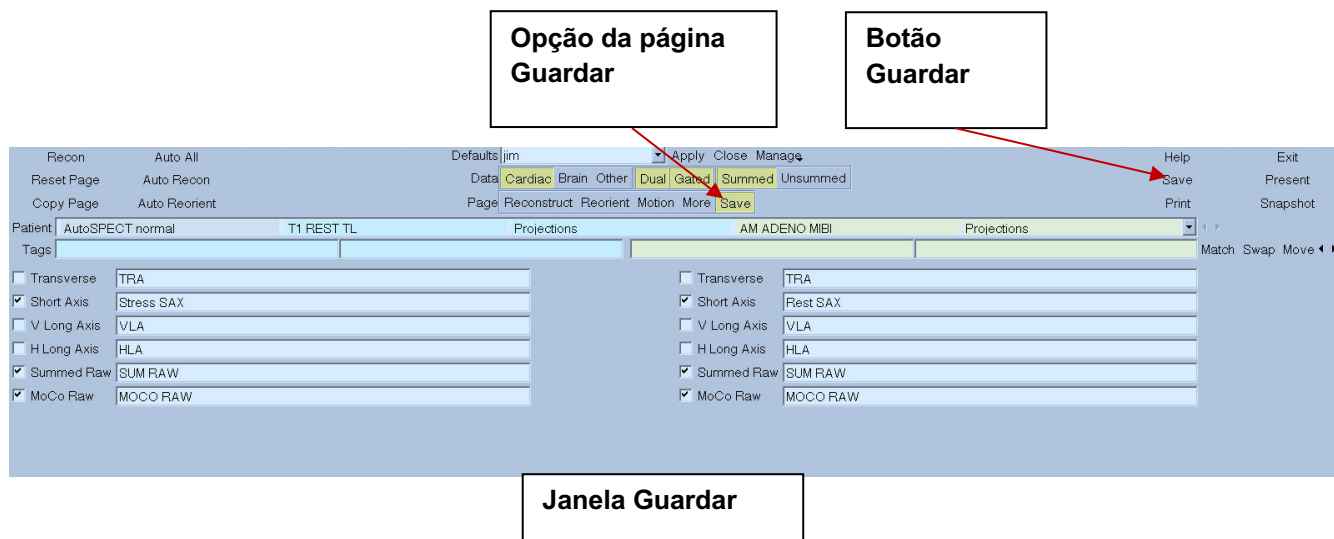 Opção da página
Guardar
Botão
Guardar
Recon Auto All Defaults jim Apply Close Manage Help Exit
Reset Page Auto Recon Data Cardiac Brain Other Dual Gated Summed Unsummed Save Present
Copy Page Auto Reorient Page Reconstruct Reorient Motion More Save Print Snapshot
Patient AutoSPECT normal T1 REST TL Projections AM ADENO MIBI Projections
Tags Match Swap Move
Transverse TRA Transverse TRA
Short Axis Stress SAX Short Axis Rest SAX
V Long Axis VLA V Long Axis VLA
H Long Axis HLA H Long Axis HLA
Summed Raw SUM RAW Summed Raw SUM RAW
MoCo Raw MOCO RAW MoCo Raw MOCO RAW
Janela Guardar